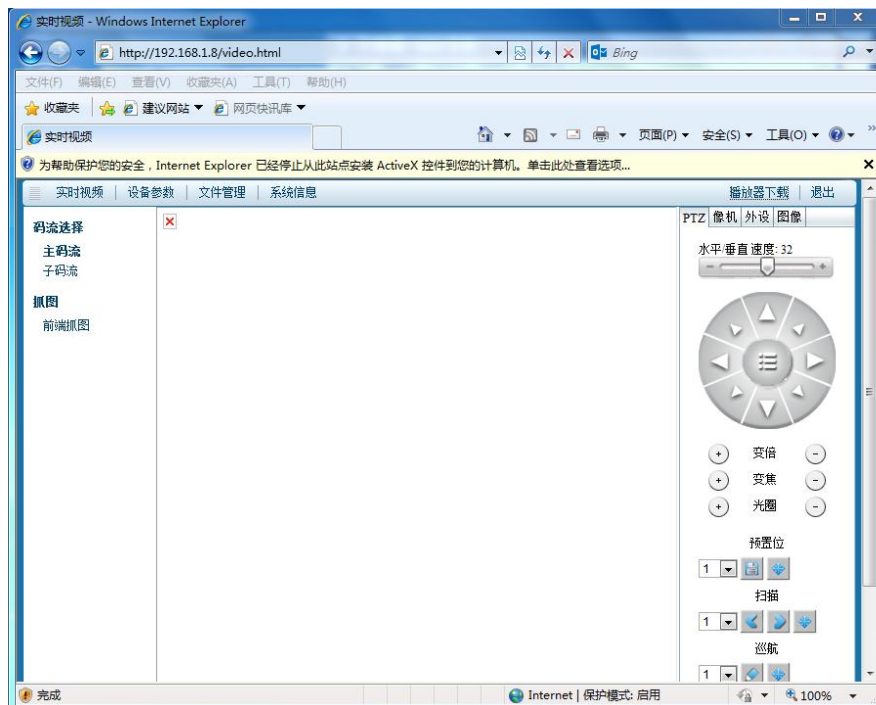 实时视频 - Windows Internet Explorer
http://192.168.1.8/video.html
Bing
文件(F) 编辑(E) 查看(V) 收藏夹(A) 工具(T) 帮助(H)
收藏夹 建议网站 网页快讯库
实时视频 页面(P) 安全(S) 工具(O)
为帮助保护您的安全，Internet Explorer 已经停止从此站点安装 ActiveX 控件到您的计算机。单击此处查看选项...
实时视频 | 设备参数 | 文件管理 | 系统信息 播放器下载 | 退出
码流选择
主码流
子码流
抓图
前端抓图
PTZ 像机 外设 图像
水平/垂直 速度: 32
变倍
变焦
光圈
预置位
1
扫描
1
巡航
1
完成 Internet | 保护模式: 启用 100%